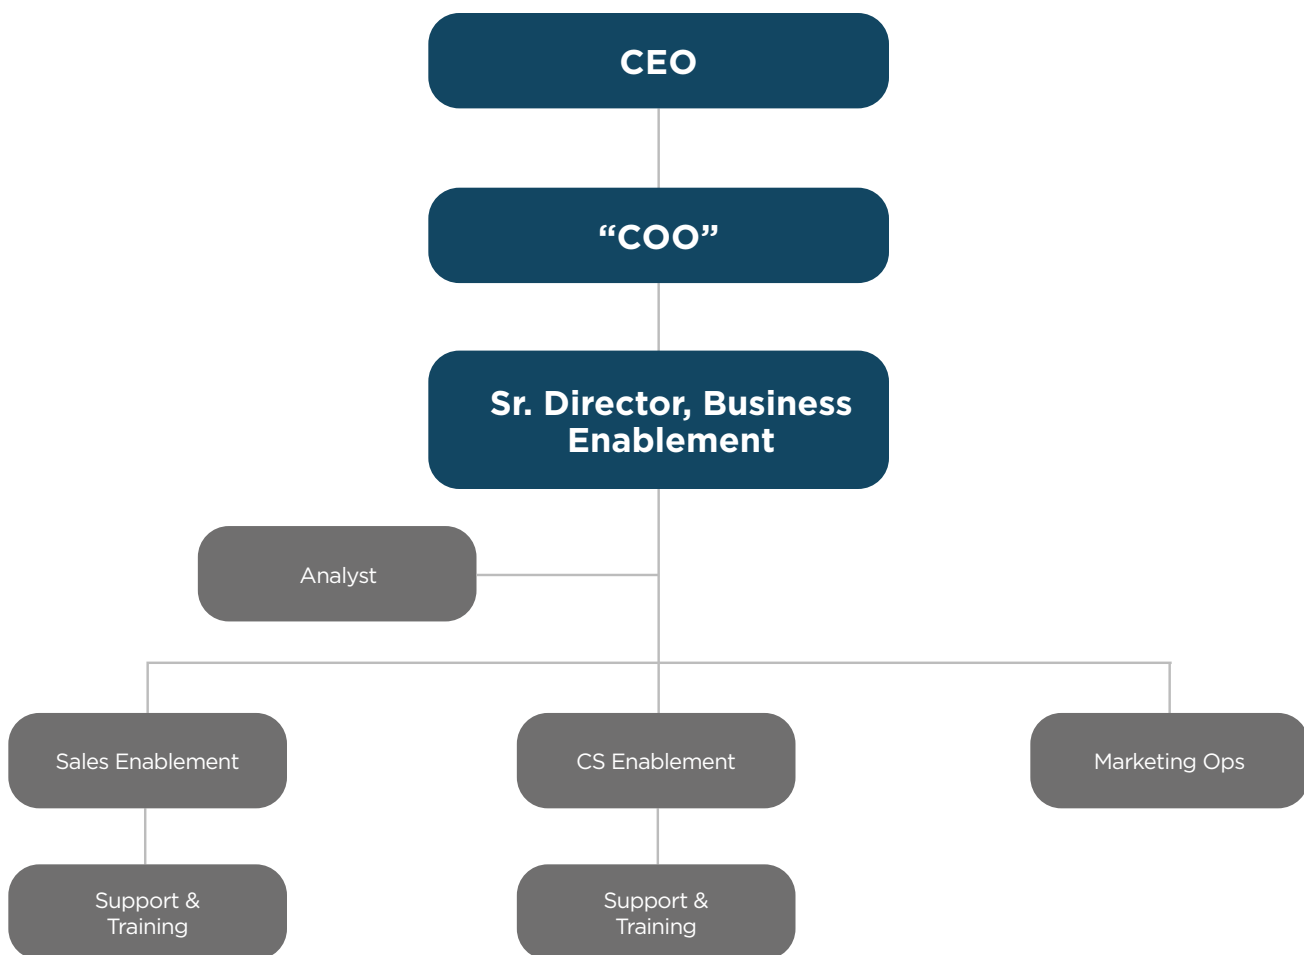 CEO
“COO”
Sr. Director, Business
Enablement
Analyst
Sales Enablement
CS Enablement
Marketing Ops
Support &
Training
Support &
Training